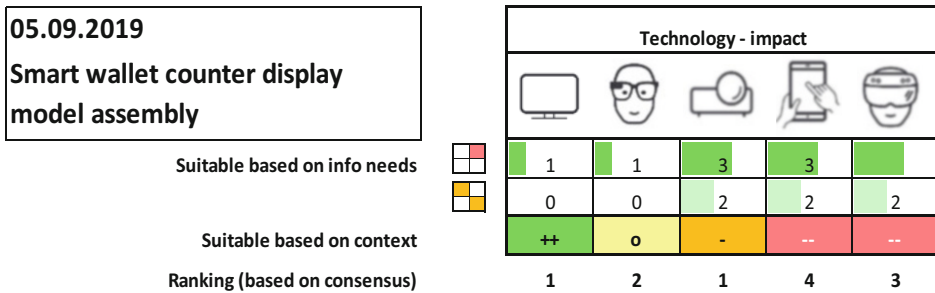 05.09.2019
Smart wallet counter display
model assembly
Technology - impact
Suitable based on info needs 1 1 3 3
0 0 2 2 2
Suitable based on context ++ o - -- --
Ranking (based on consensus) 1 2 1 4 3